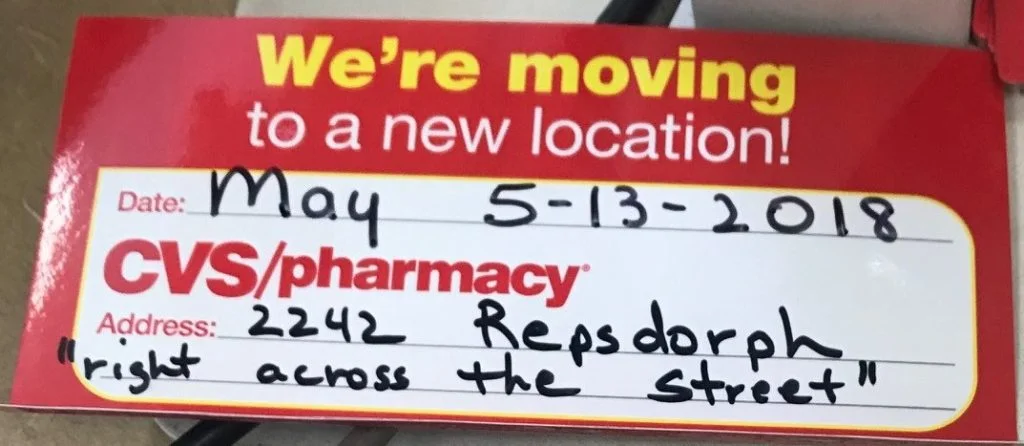 We're moving
to a new location!
Date: May 5-13-2018
CVS/pharmacy
Address: 2242 Repsdorph
"right across the street"